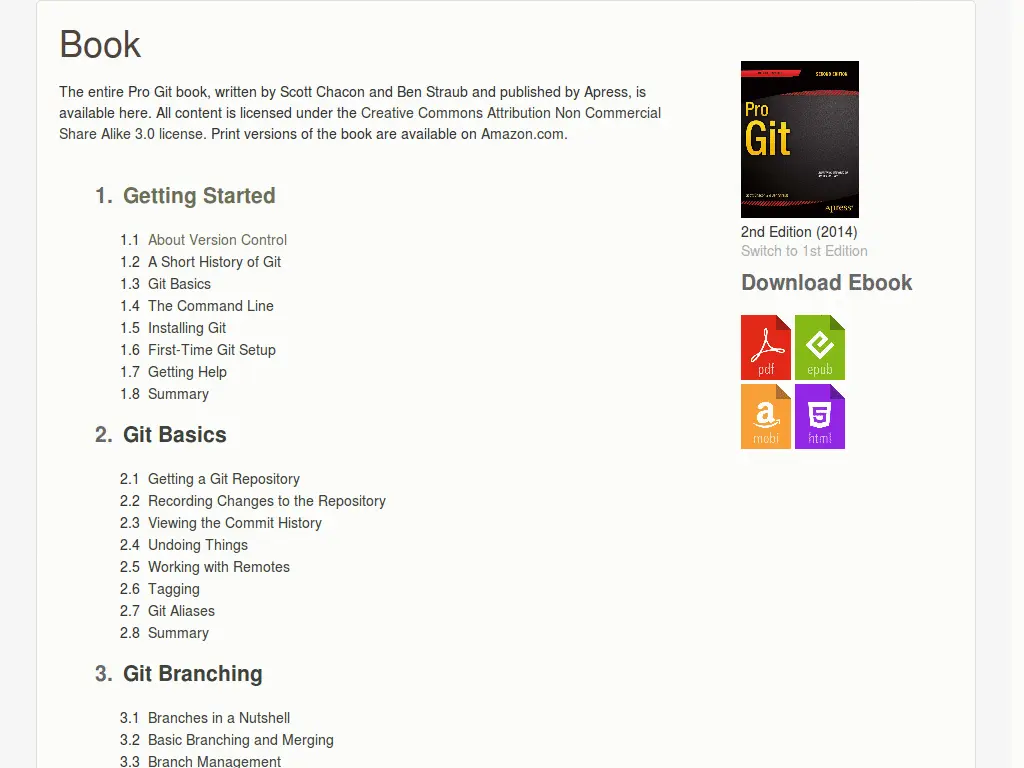 Book
The entire Pro Git book, written by Scott Chacon and Ben Straub and published by Apress, is
available here. All content is licensed under the Creative Commons Attribution Non Commercial
Share Alike 3.0 license. Print versions of the book are available on Amazon.com.
1. Getting Started
1.1 About Version Control
1.2 A Short History of Git
1.3 Git Basics
1.4 The Command Line
1.5 Installing Git
1.6 First-Time Git Setup
1.7 Getting Help
1.8 Summary
2. Git Basics
2.1 Getting a Git Repository
2.2 Recording Changes to the Repository
2.3 Viewing the Commit History
2.4 Undoing Things
2.5 Working with Remotes
2.6 Tagging
2.7 Git Aliases
2.8 Summary
3. Git Branching
3.1 Branches in a Nutshell
3.2 Basic Branching and Merging
3.3 Branch Management
SECOND EDITION
Pro
Git
Apress
2nd Edition (2014)
Switch to 1st Edition
Download Ebook
pdf
epub
mobi
html